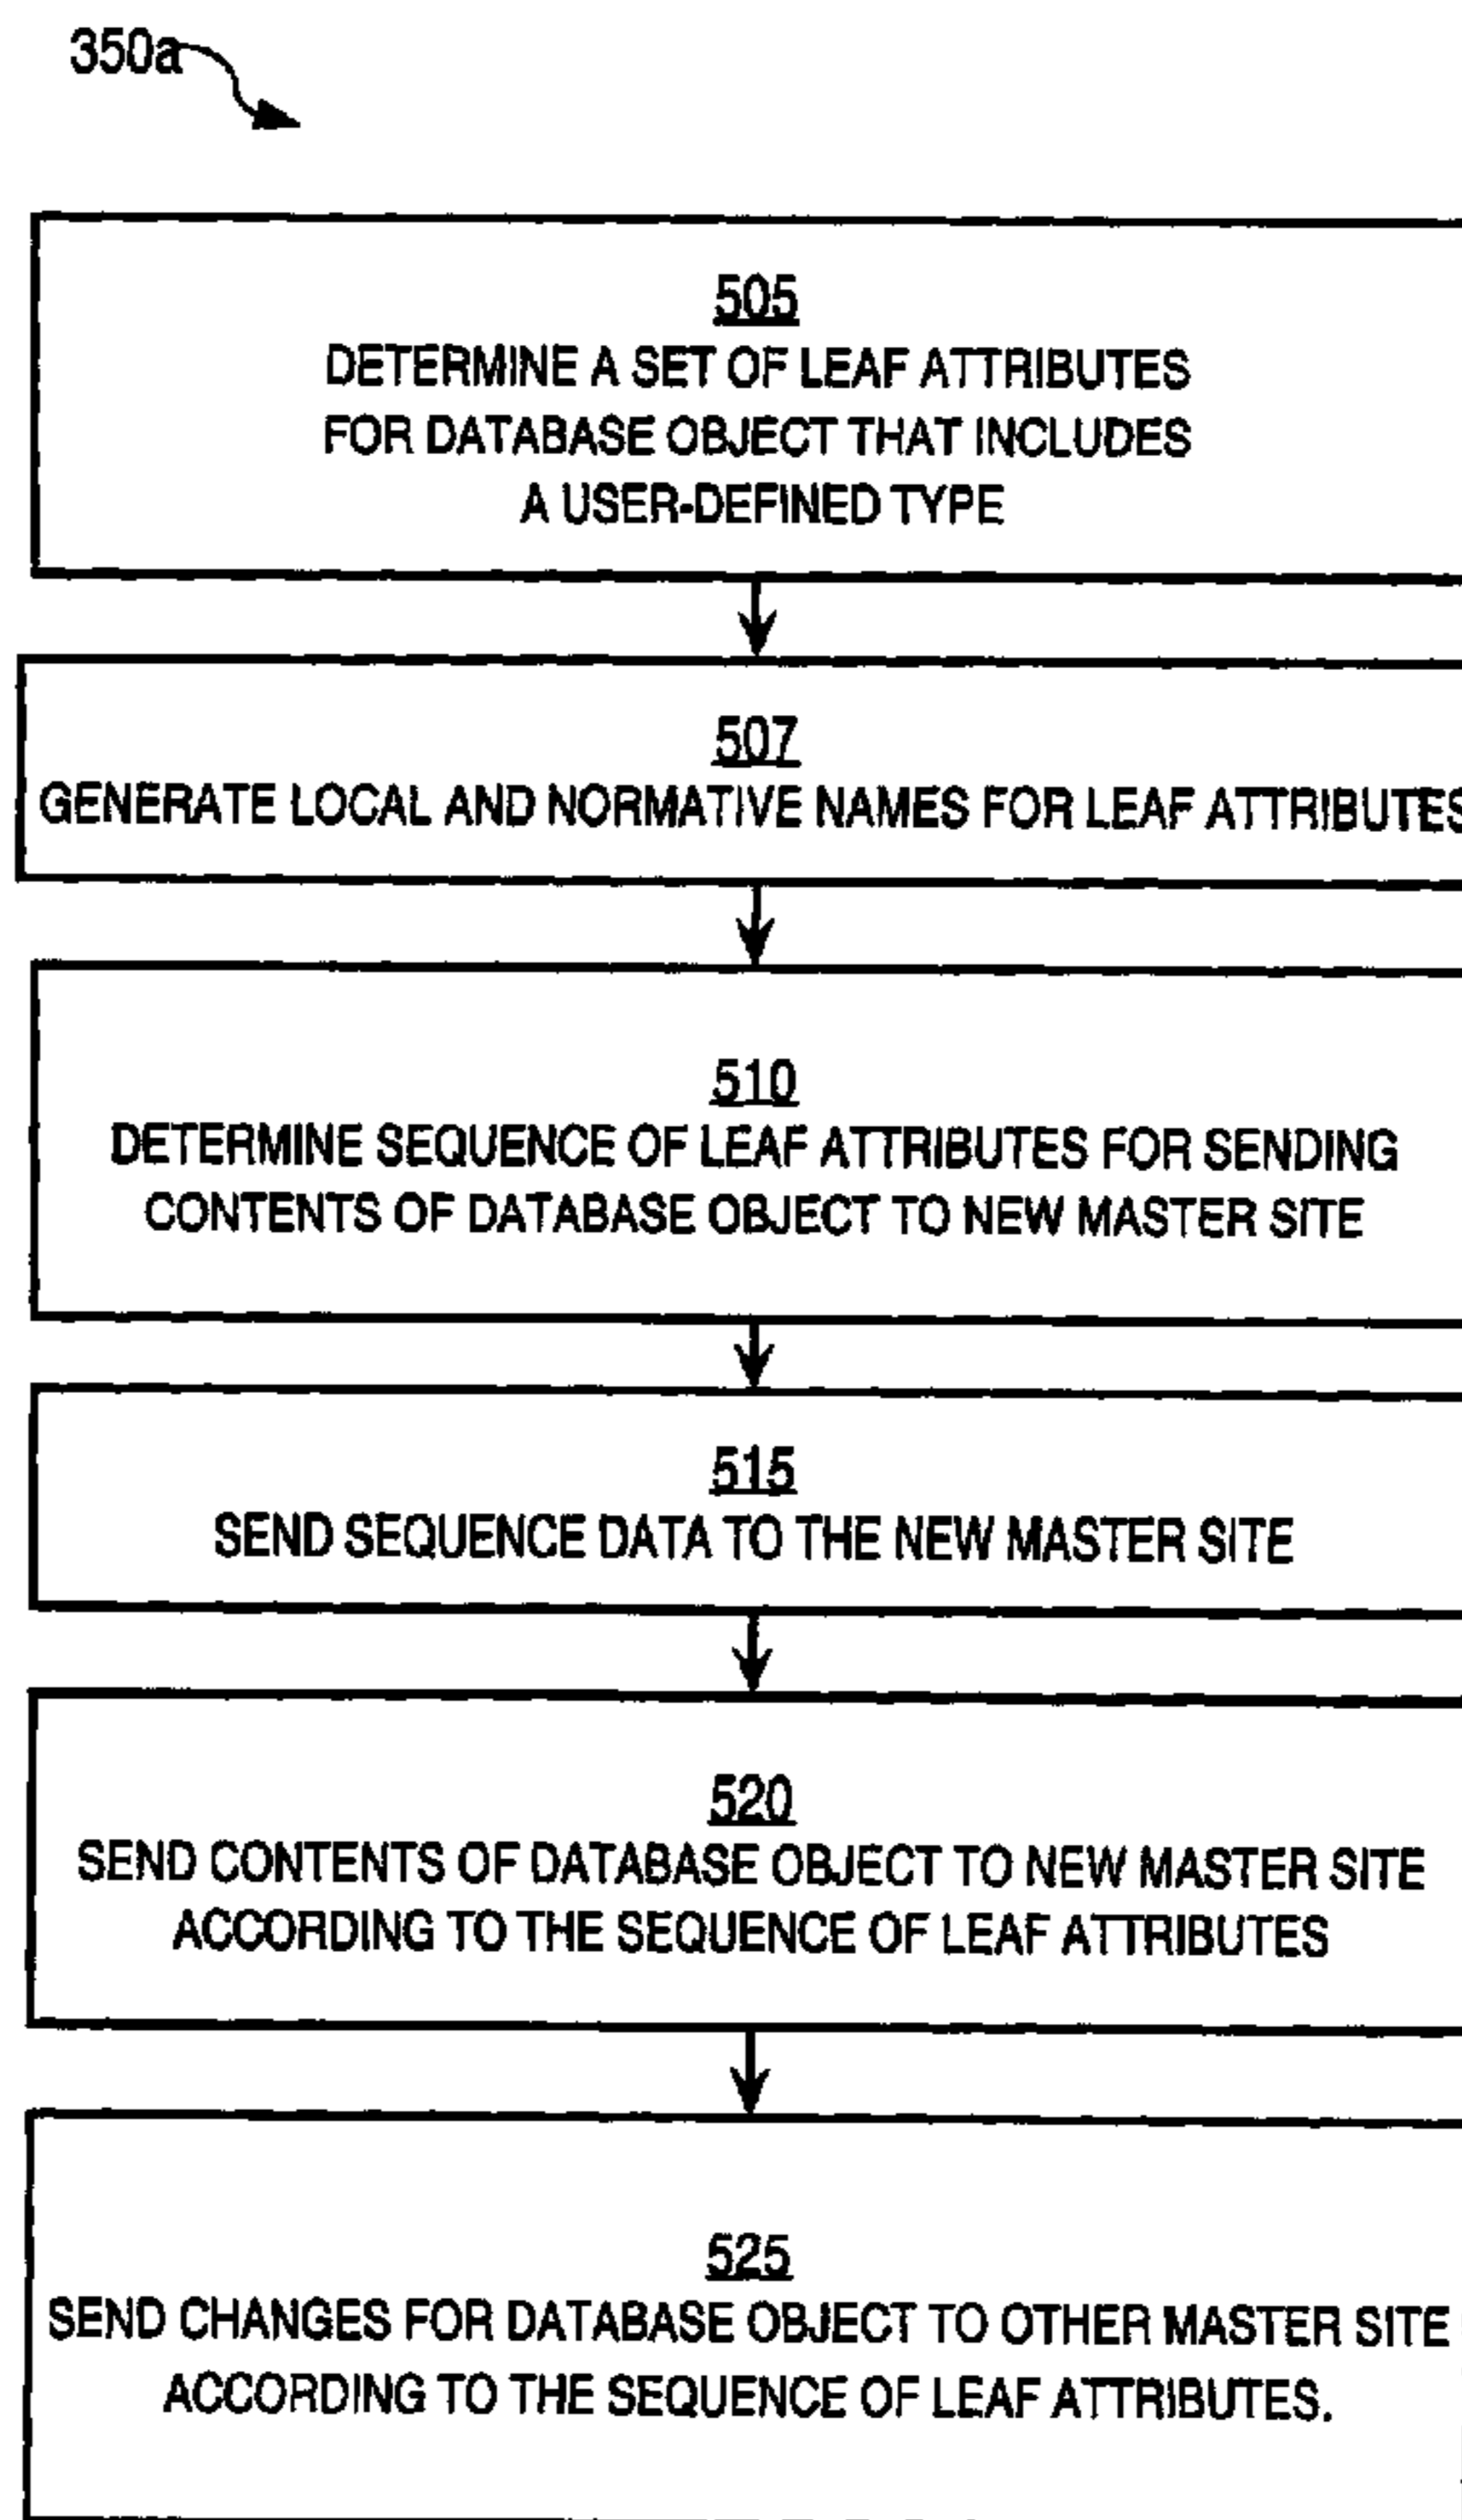 350a
505
DETERMINE A SET OF LEAF ATTRIBUTES
FOR DATABASE OBJECT THAT INCLUDES
A USER-DEFINED TYPE
507
GENERATE LOCAL AND NORMATIVE NAMES FOR LEAF ATTRIBUTES
510
DETERMINE SEQUENCE OF LEAF ATTRIBUTES FOR SENDING
CONTENTS OF DATABASE OBJECT TO NEW MASTER SITE
515
SEND SEQUENCE DATA TO THE NEW MASTER SITE
520
SEND CONTENTS OF DATABASE OBJECT TO NEW MASTER SITE
ACCORDING TO THE SEQUENCE OF LEAF ATTRIBUTES
525
SEND CHANGES FOR DATABASE OBJECT TO OTHER MASTER SITE
ACCORDING TO THE SEQUENCE OF LEAF ATTRIBUTES.